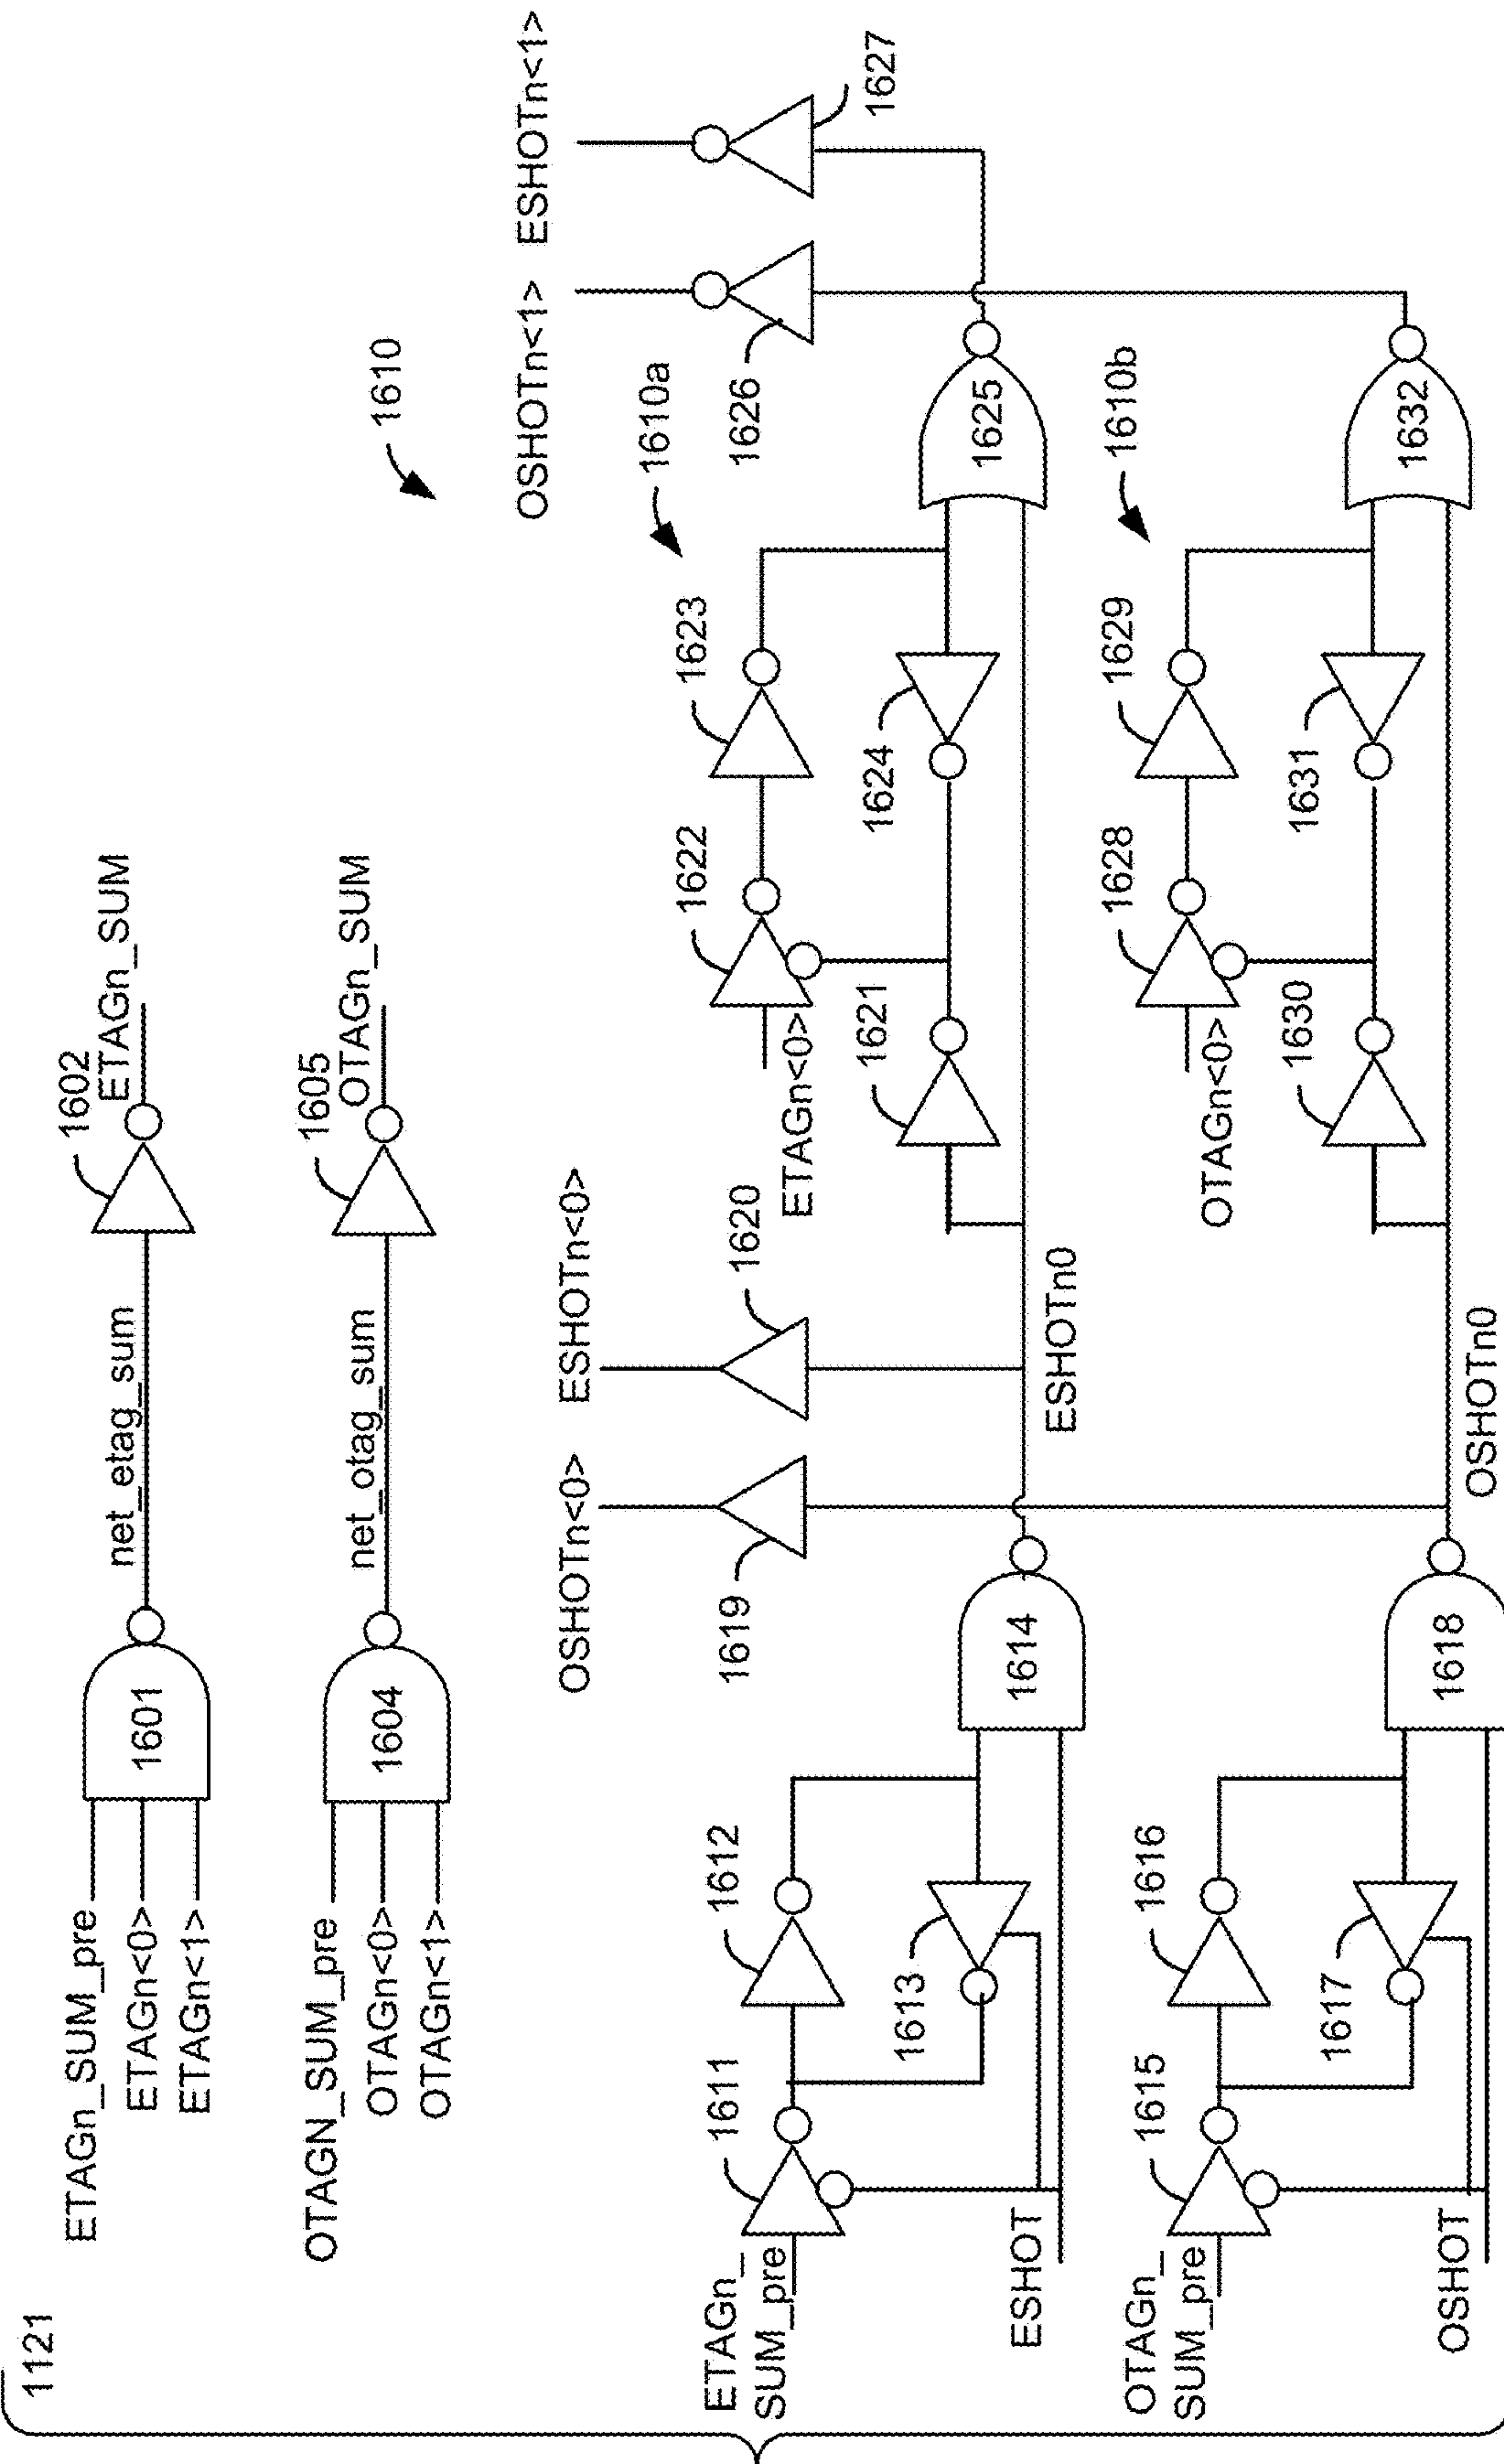 1121
ETAGn_SUM_pre
ETAGn<0>
ETAGn<1>
1601
net_etag_sum
1602
ETAGn_SUM
OTAGN_SUM_pre
OTAGn<0>
OTAGn<1>
1604
net_otag_sum
1605
OTAGn_SUM
1610
OSHOTn<0>
ESHOTn<0>
OSHOTn<1>
ESHOTn<1>
1619
1620
1626
1627
1610a
ETAGn_
SUM_pre
1611
1612
1613
ESHOT
1614
ESHOTn0
ETAGn<0>
1621
1622
1623
1624
1625
1610b
OTAGn_
SUM_pre
1615
1616
1617
OSHOT
1618
OSHOTn0
OTAGn<0>
1630
1628
1629
1631
1632